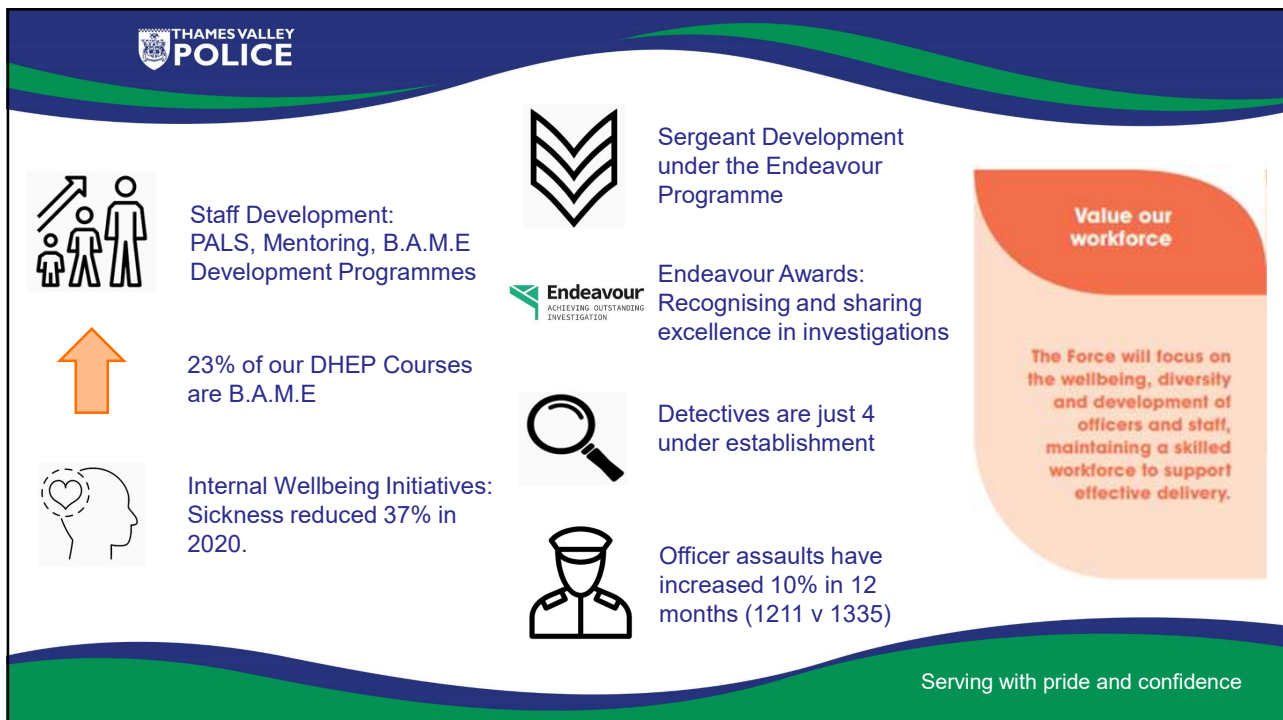 THAMES VALLEY
POLICE
Staff Development:
PALS, Mentoring, B.A.M.E
Development Programmes
23% of our DHEP Courses
are B.A.M.E
Internal Wellbeing Initiatives:
Sickness reduced 37% in
2020.
Sergeant Development
under the Endeavour
Programme
Endeavour
ACHIEVING OUTSTANDING
INVESTIGATION
Endeavour Awards:
Recognising and sharing
excellence in investigations
Detectives are just 4
under establishment
Officer assaults have
increased 10% in 12
months (1211 v 1335)
Value our
workforce
The Force will focus on
the wellbeing, diversity
and development of
officers and staff,
maintaining a skilled
workforce to support
effective delivery.
Serving with pride and confidence